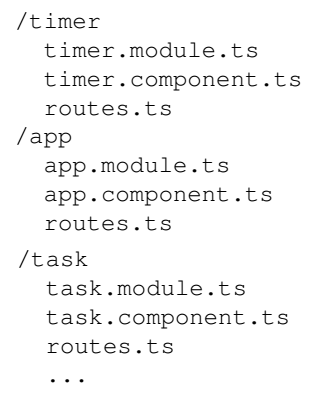 /timer
  timer.module.ts
  timer.component.ts
  routes.ts
/app
  app.module.ts
  app.component.ts
  routes.ts
/task
  task.module.ts
  task.component.ts
  routes.ts
  ...